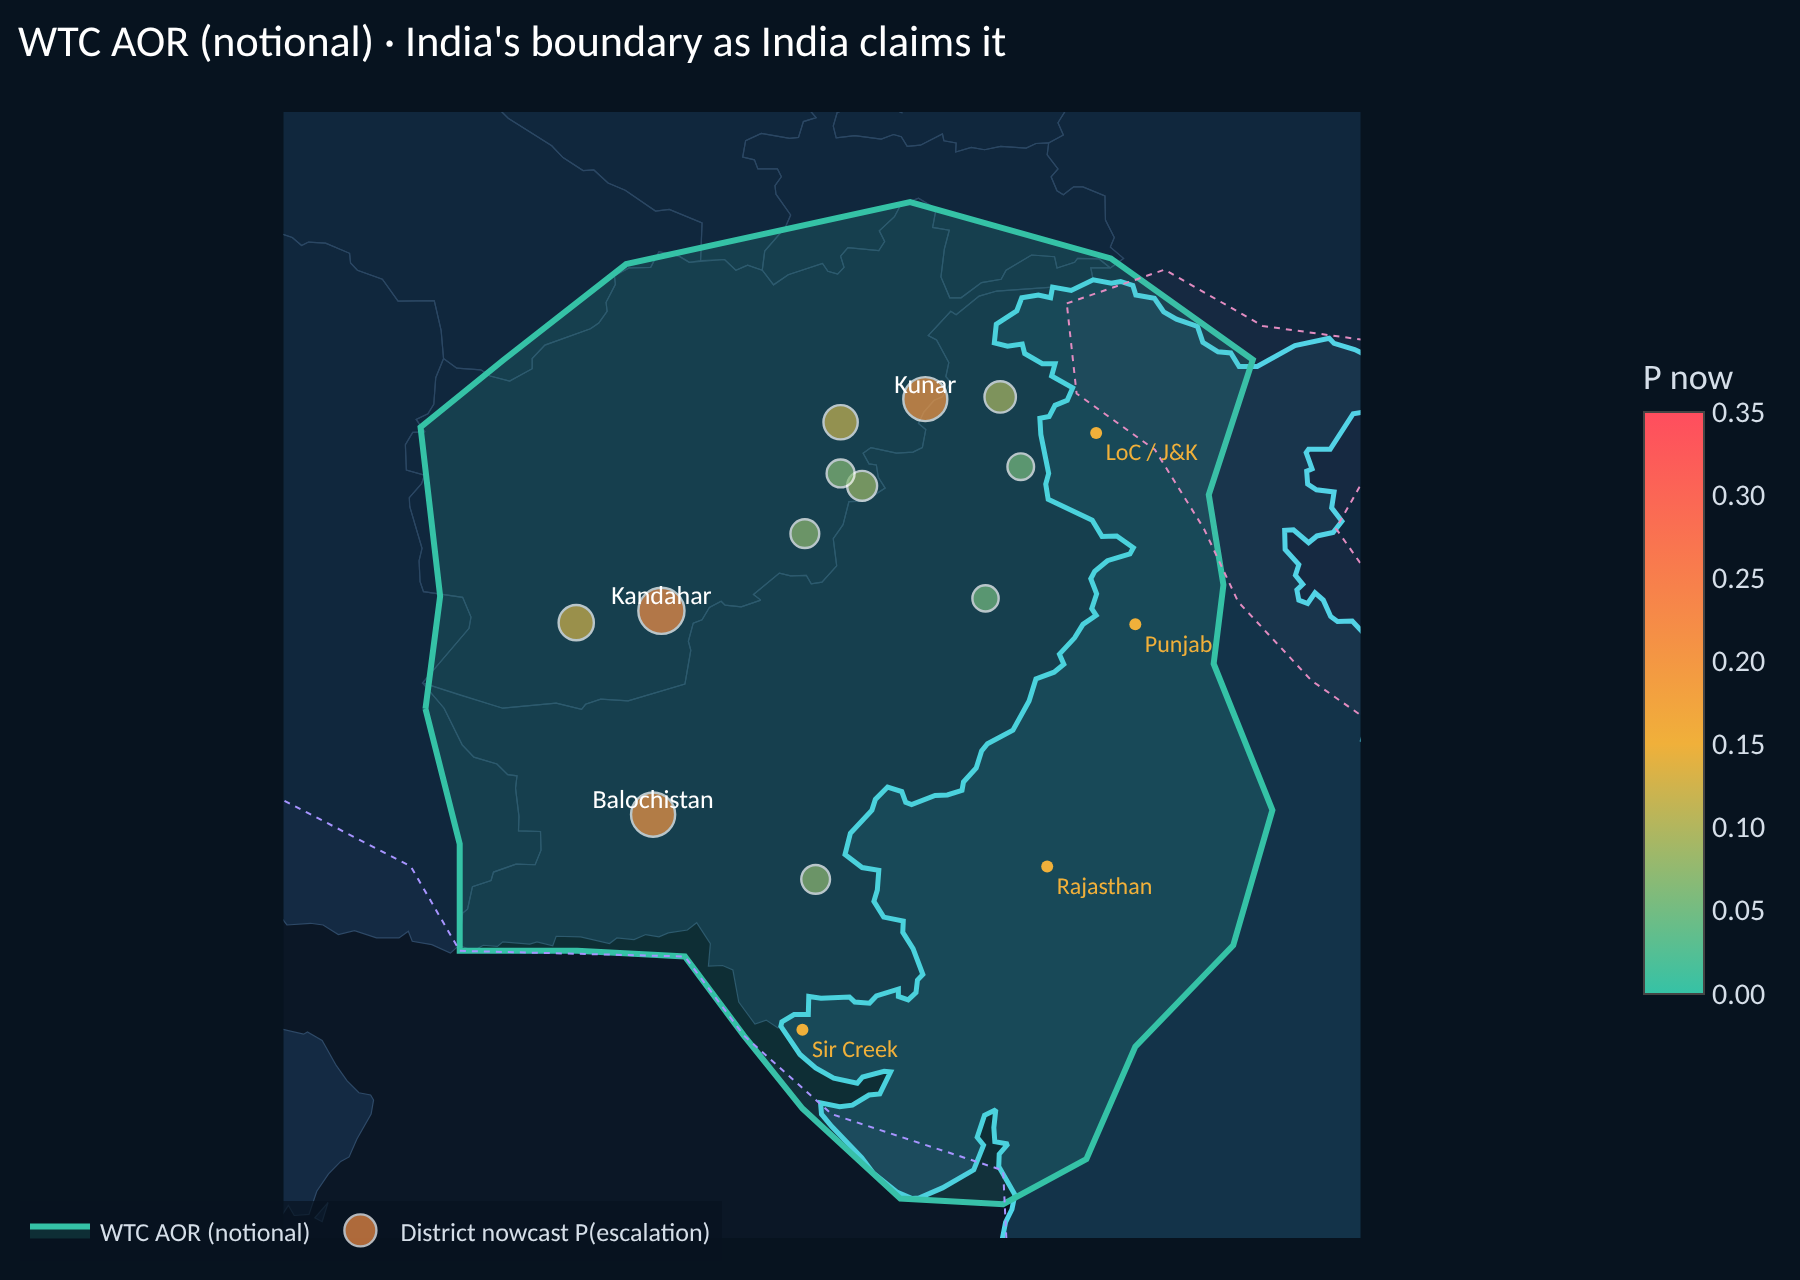 WTC AOR (notional) · India's boundary as India claims it
Kunar
LoC / J&K
Kandahar
Punjab
Balochistan
Rajasthan
Sir Creek
P now
0.35
0.30
0.25
0.20
0.15
0.10
0.05
0.00
WTC AOR (notional)
District nowcast P(escalation)